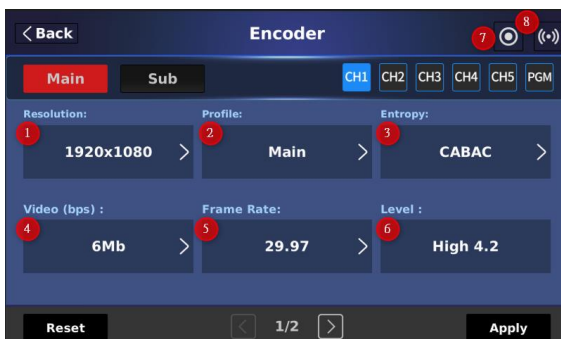 Back Encoder 7 8
Main Sub CH1 CH2 CH3 CH4 CH5 PGM
Resolution: Profile: Entropy:
1 2 3
1920x1080 Main CABAC
Video (bps) : Frame Rate: Level :
4 5 6
6Mb 29.97 High 4.2
Reset 1/2 Apply